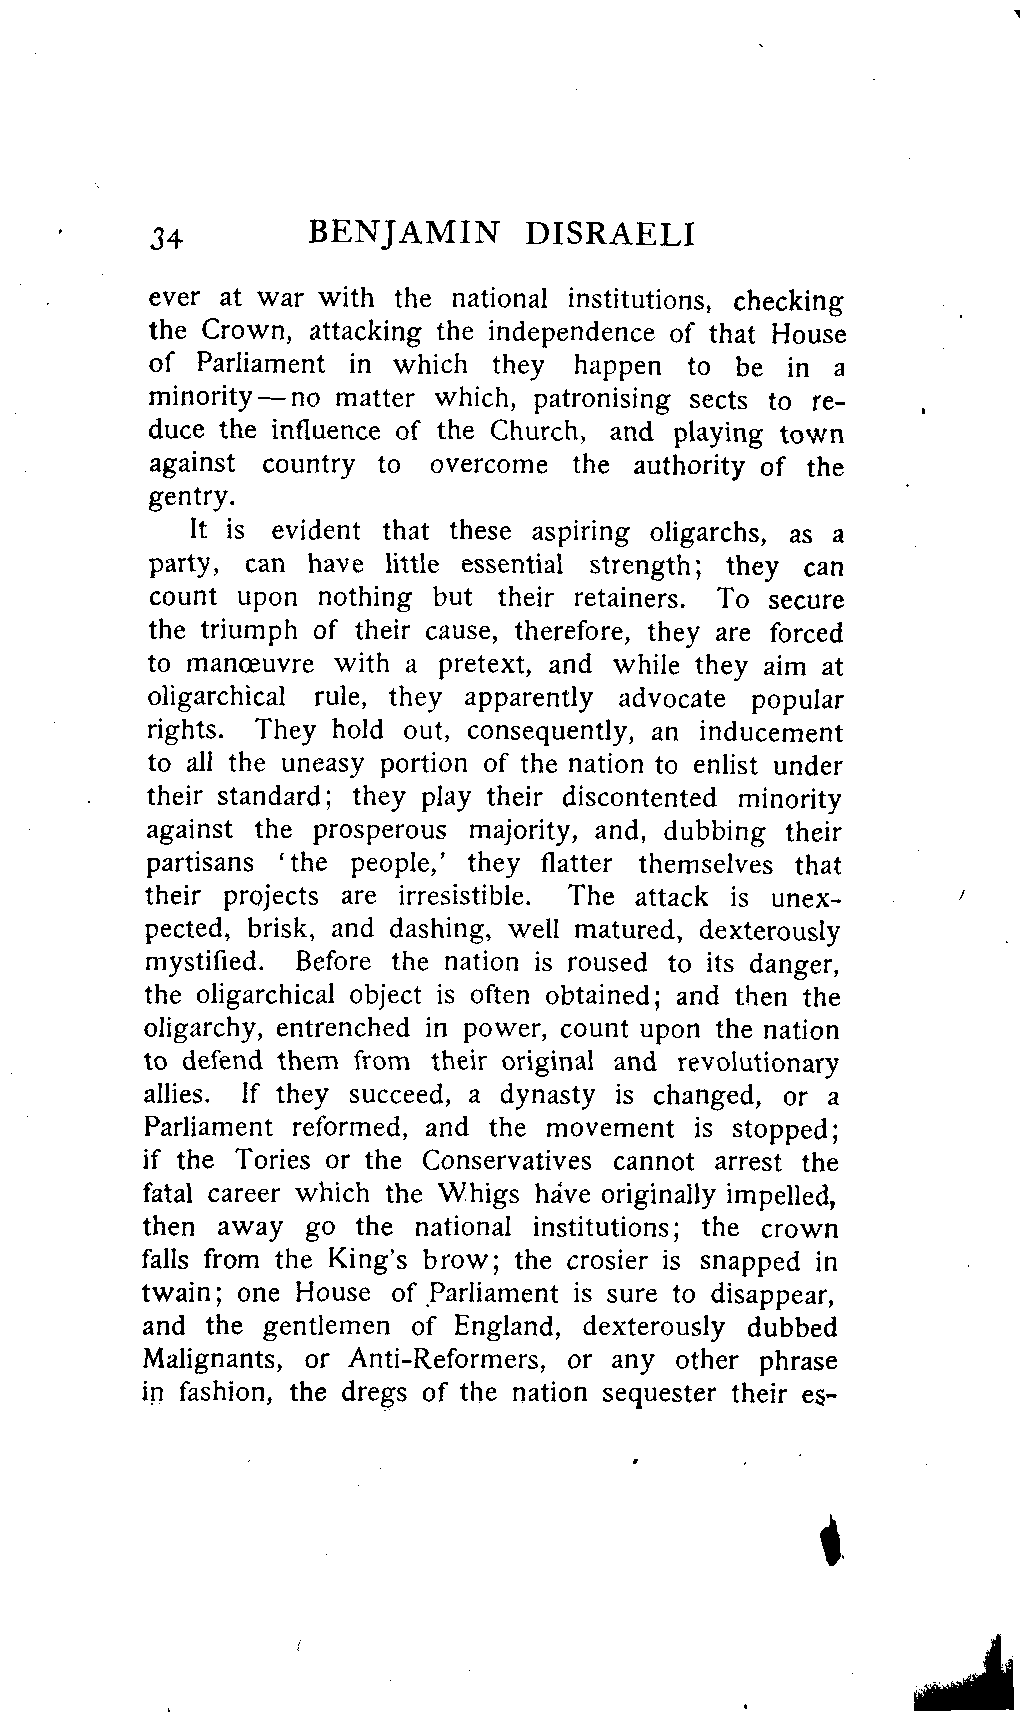 34 BENJAMIN DISRAELI
ever at war with the national institutions, checking
the Crown, attacking the independence of that House
of Parliament in which they happen to be in a
minority—no matter which, patronising sects to re-
duce the influence of the Church, and playing town
against country to overcome the authority of the
gentry.
It is evident that these aspiring oligarchs, as a
party, can have little essential strength; they can
count upon nothing but their retainers. To secure
the triumph of their cause, therefore, they are forced
to manœuvre with a pretext, and while they aim at
oligarchical rule, they apparently advocate popular
rights. They hold out, consequently, an inducement
to all the uneasy portion of the nation to enlist under
their standard; they play their discontented minority
against the prosperous majority, and, dubbing their
partisans 'the people,' they flatter themselves that
their projects are irresistible. The attack is unex-
pected, brisk, and dashing, well matured, dexterously
mystified. Before the nation is roused to its danger,
the oligarchical object is often obtained; and then the
oligarchy, entrenched in power, count upon the nation
to defend them from their original and revolutionary
allies. If they succeed, a dynasty is changed, or a
Parliament reformed, and the movement is stopped;
if the Tories or the Conservatives cannot arrest the
fatal career which the Whigs have originally impelled,
then away go the national institutions; the crown
falls from the King's brow; the crosier is snapped in
twain; one House of Parliament is sure to disappear,
and the gentlemen of England, dexterously dubbed
Malignants, or Anti-Reformers, or any other phrase
in fashion, the dregs of the nation sequester their es-